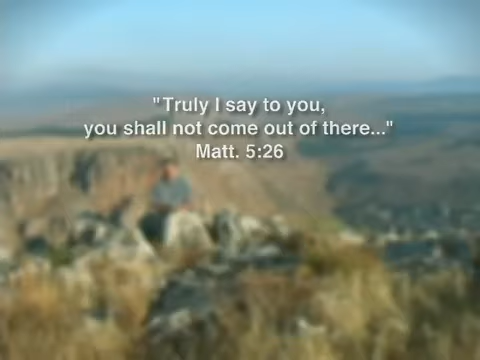 "Truly I say to you,
you shall not come out of there..."
Matt. 5:26